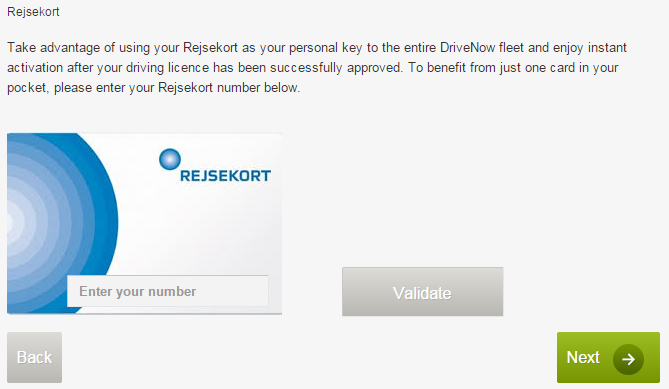 Rejsekort
Take advantage of using your Rejsekort as your personal key to the entire DriveNow fleet and enjoy instant
activation after your driving licence has been successfully approved. To benefit from just one card in your
pocket, please enter your Rejsekort number below.
REJSEKORT
Enter your number
Validate
Back
Next